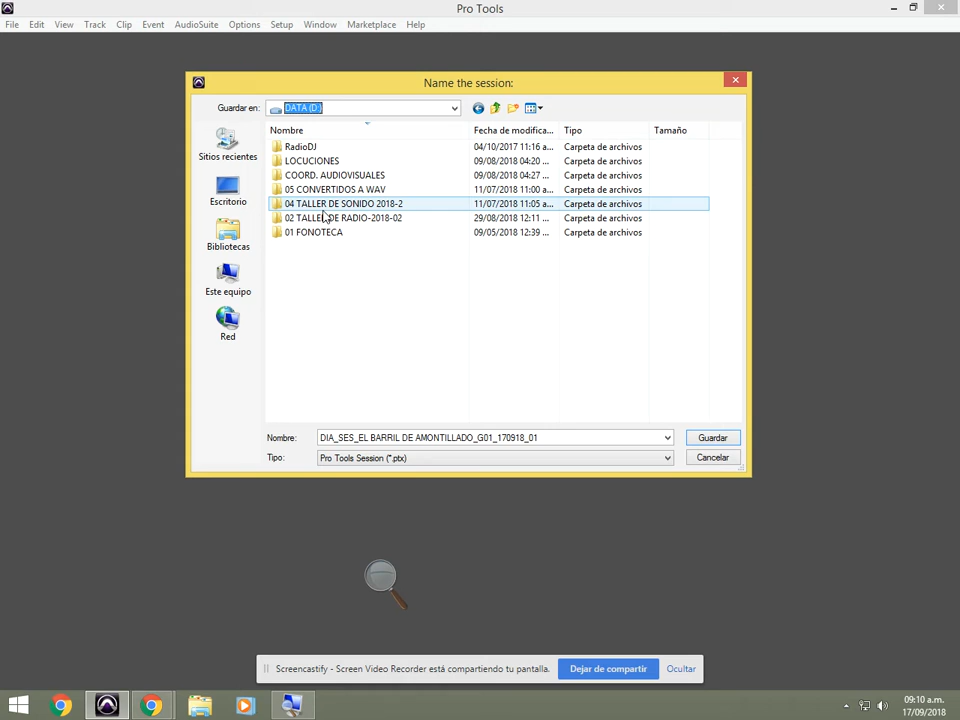 Pro Tools
File Edit View Track Clip Event AudioSuite Options Setup Window Marketplace Help
Name the session:
Guardar en: DATA (D:)
Nombre Fecha de modifica... Tipo Tamaño
Sitios recientes
Escritorio
Bibliotecas
Este equipo
Red
RadioDJ 04/10/2017 11:16 a... Carpeta de archivos
LOCUCIONES 09/08/2018 04:20 ... Carpeta de archivos
COORD. AUDIOVISUALES 09/08/2018 04:27 ... Carpeta de archivos
05 CONVERTIDOS A WAV 11/07/2018 11:00 a... Carpeta de archivos
04 TALLER DE SONIDO 2018-2 11/07/2018 11:05 a... Carpeta de archivos
02 TALLER DE RADIO-2018-02 29/08/2018 12:11 ... Carpeta de archivos
01 FONOTECA 09/05/2018 12:39 ... Carpeta de archivos
Nombre: DIA_SES_EL BARRIL DE AMONTILLADO_G01_170918_01 Guardar
Tipo: Pro Tools Session (*.ptx) Cancelar
Screencastify - Screen Video Recorder está compartiendo tu pantalla. Dejar de compartir Ocultar
09:10 a.m.
17/09/2018